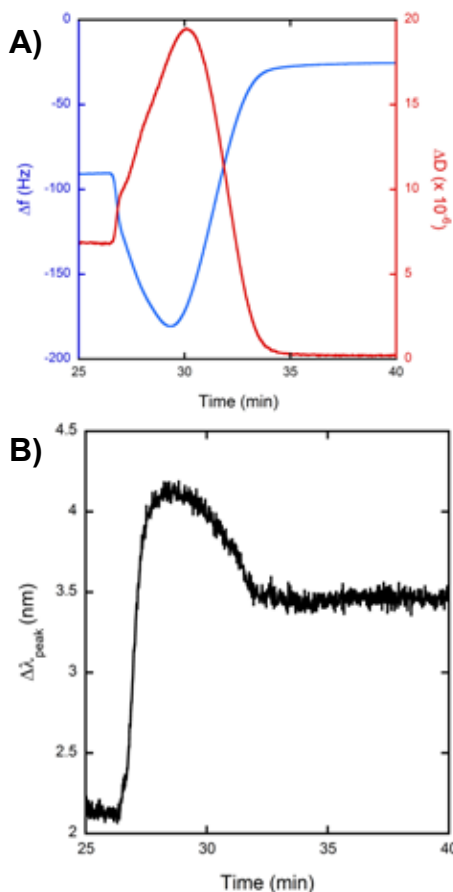 A)
0
-50
-100
-150
-200
Δf (Hz)
20
15
10
5
0
ΔD (x 10⁻⁶)
25 30 35 40
Time (min)
B)
4.5
4
3.5
3
2.5
2
Δλpeak (nm)
25 30 35 40
Time (min)